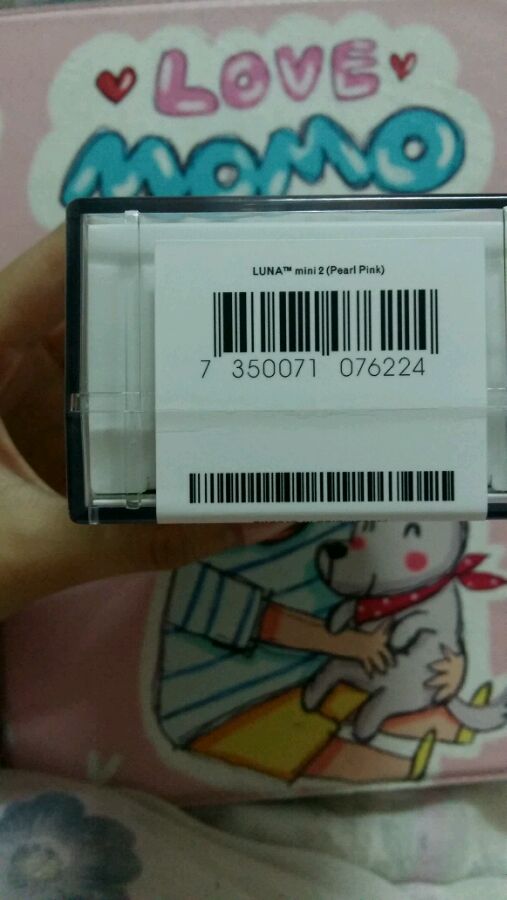 LOVE
MOMO
LUNA™ mini 2 (Pearl Pink)
7 350071 076224